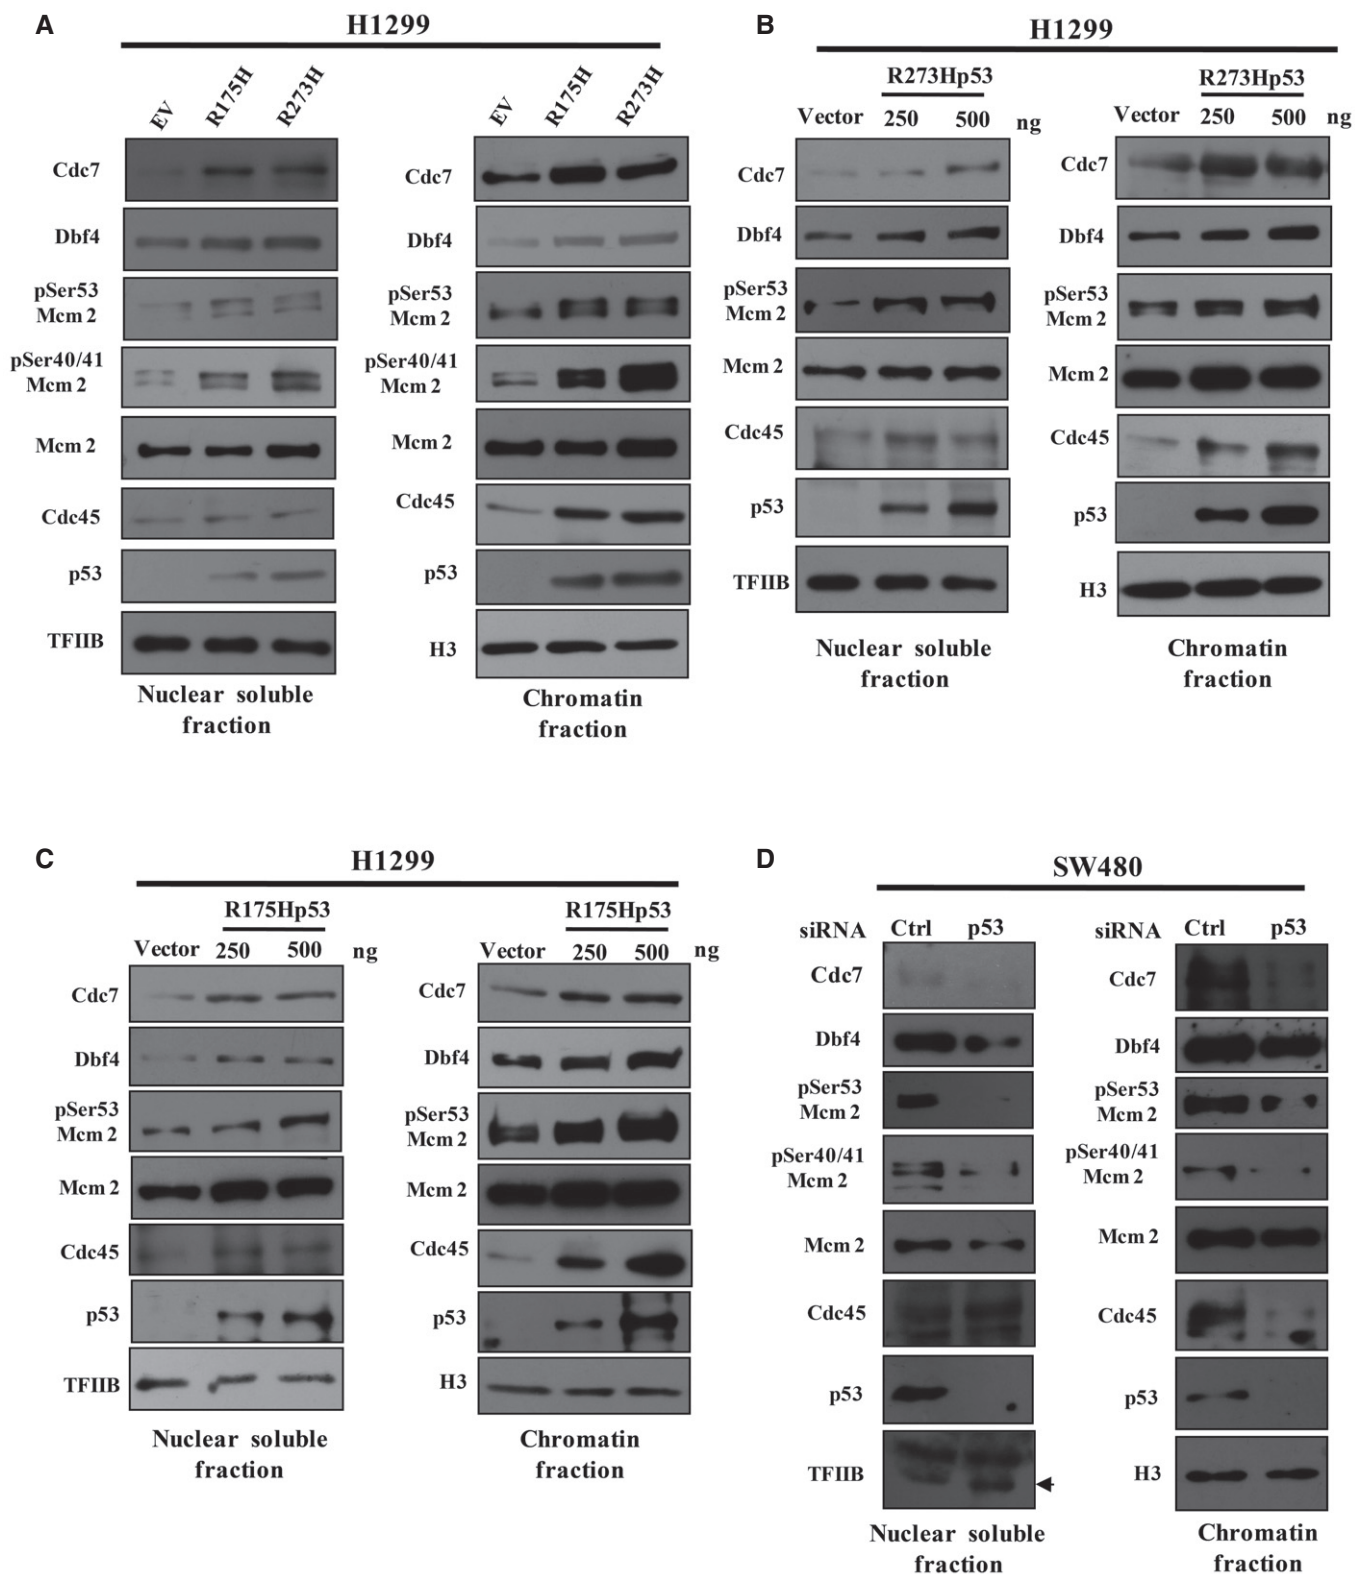 A
H1299
EV R175H R273H
EV R175H R273H
Cdc7
Dbf4
pSer53
Mcm 2
pSer40/41
Mcm 2
Mcm 2
Cdc45
p53
TFIIB
Nuclear soluble
fraction
Cdc7
Dbf4
pSer53
Mcm 2
pSer40/41
Mcm 2
Mcm 2
Cdc45
p53
H3
Chromatin
fraction
B
H1299
R273Hp53
Vector 250 500 ng
Cdc7
Dbf4
pSer53
Mcm 2
Mcm 2
Cdc45
p53
TFIIB
Nuclear soluble
fraction
R273Hp53
Vector 250 500 ng
Cdc7
Dbf4
pSer53
Mcm 2
Mcm 2
Cdc45
p53
H3
Chromatin
fraction
C
H1299
R175Hp53
Vector 250 500 ng
Cdc7
Dbf4
pSer53
Mcm 2
Mcm 2
Cdc45
p53
TFIIB
Nuclear soluble
fraction
R175Hp53
Vector 250 500 ng
Cdc7
Dbf4
pSer53
Mcm 2
Mcm 2
Cdc45
p53
H3
Chromatin
fraction
D
SW480
siRNA Ctrl p53
Cdc7
Dbf4
pSer53
Mcm 2
pSer40/41
Mcm 2
Mcm 2
Cdc45
p53
TFIIB
Nuclear soluble
fraction
siRNA Ctrl p53
Cdc7
Dbf4
pSer53
Mcm 2
pSer40/41
Mcm 2
Mcm 2
Cdc45
p53
H3
Chromatin
fraction